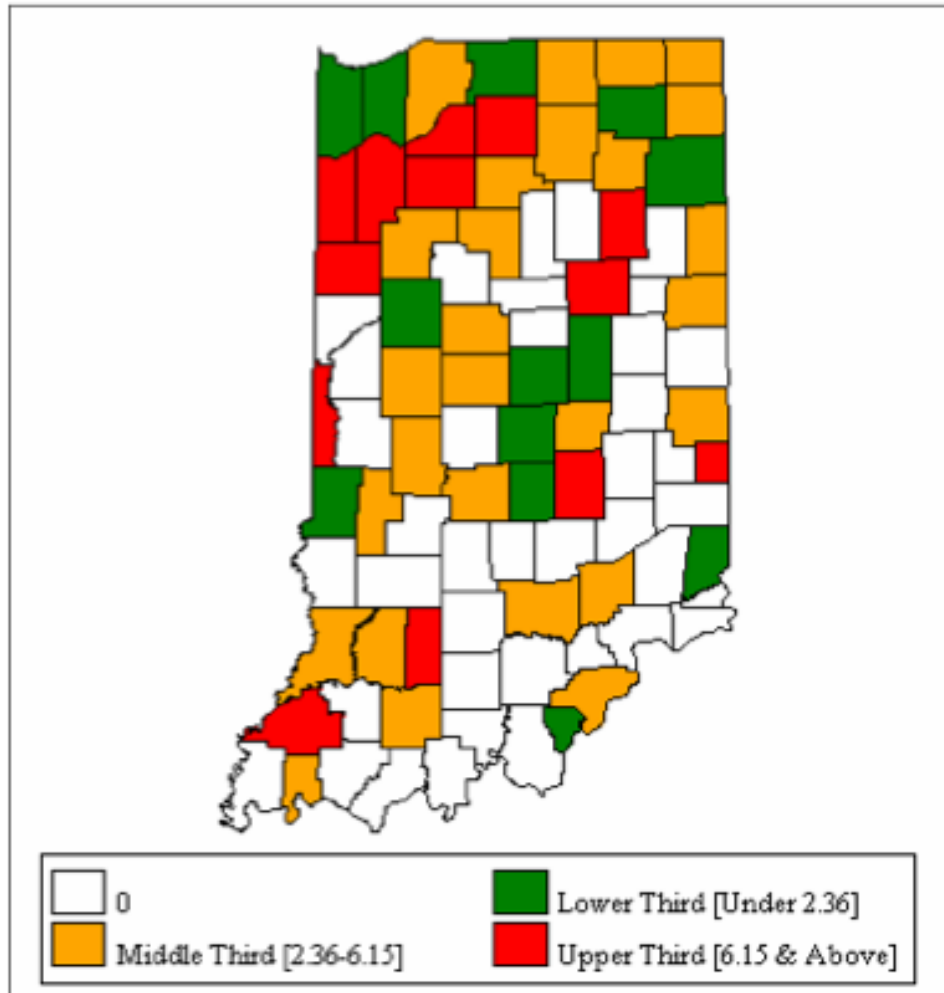 0
Lower Third [Under 2.36]
Middle Third [2.36-6.15]
Upper Third [6.15 & Above]